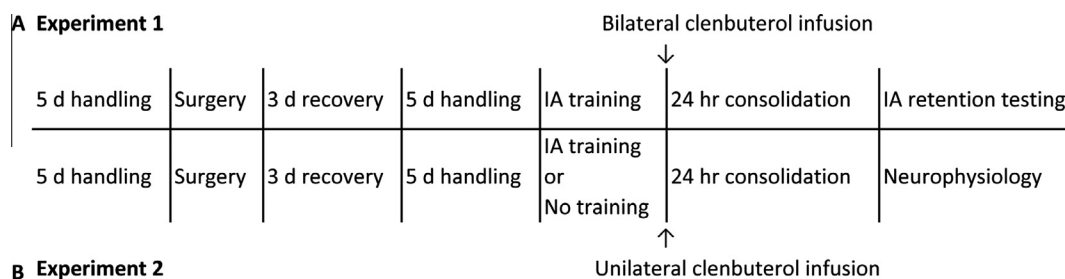 A Experiment 1
Bilateral clenbuterol infusion
↓
5 d handling Surgery 3 d recovery 5 d handling IA training 24 hr consolidation IA retention testing
5 d handling Surgery 3 d recovery 5 d handling IA training or No training 24 hr consolidation Neurophysiology
↑
B Experiment 2
Unilateral clenbuterol infusion